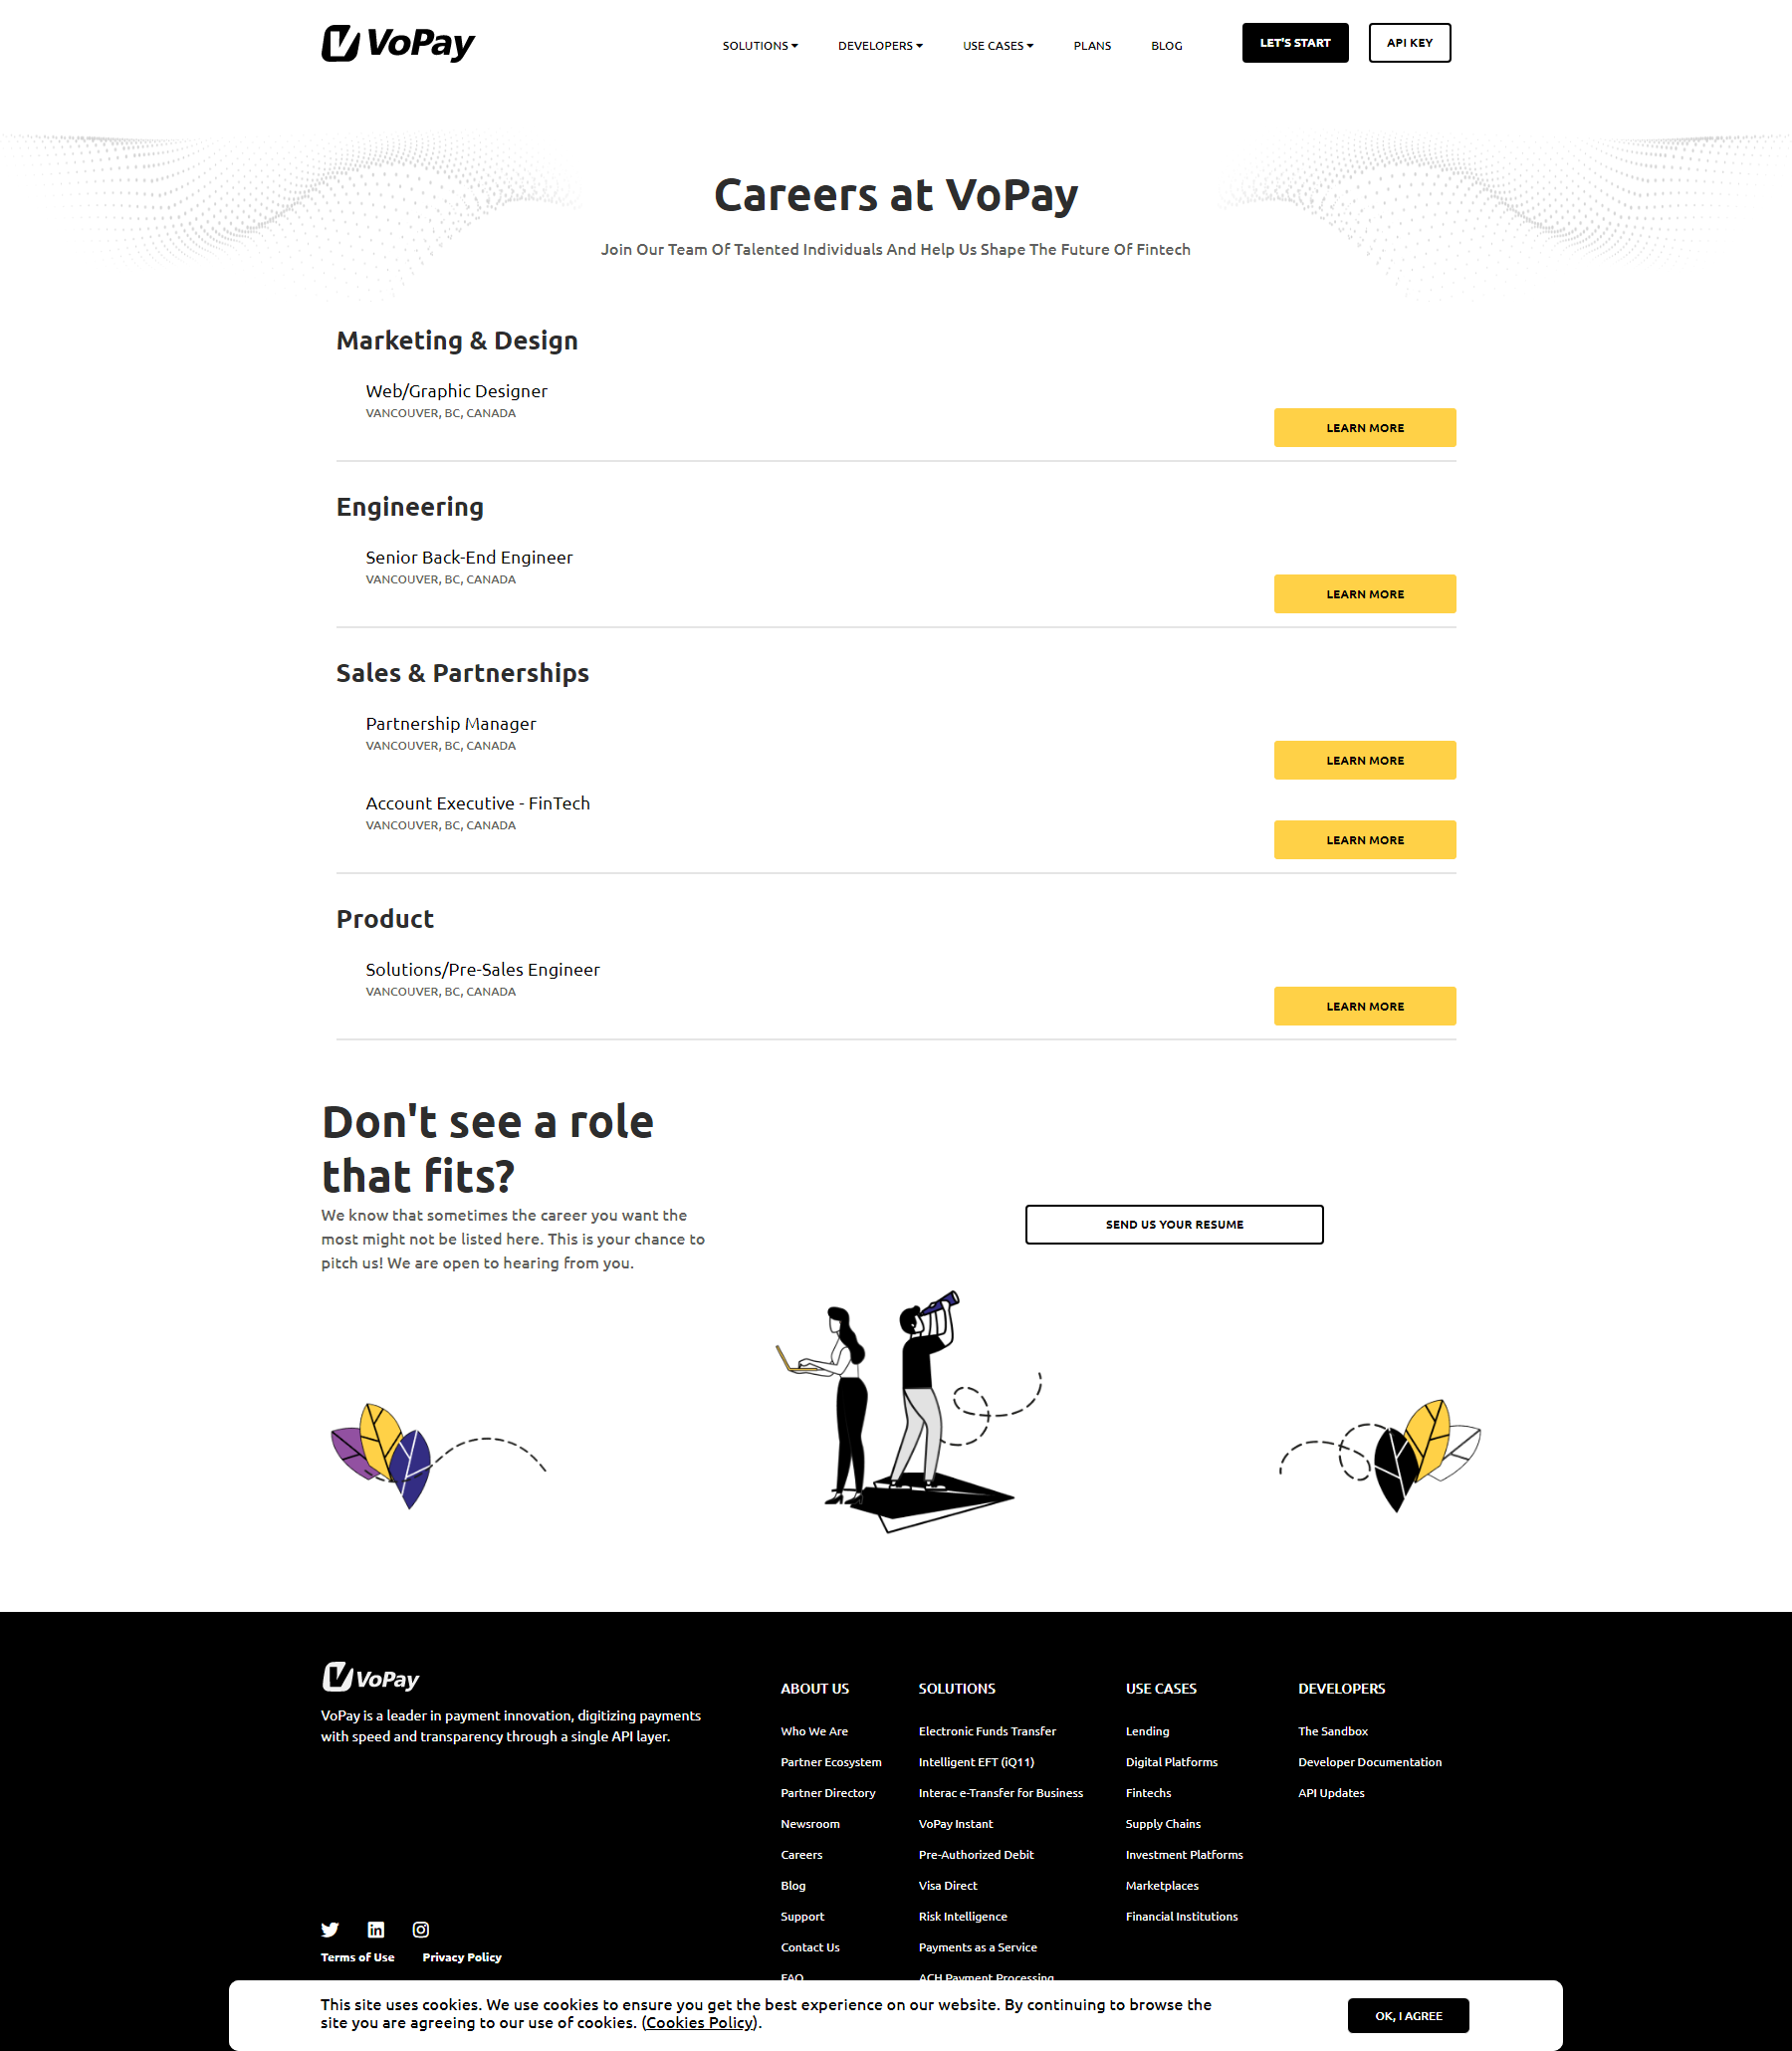 VoPay
SOLUTIONS
DEVELOPERS
USE CASES
PLANS
BLOG
LET'S START
API KEY
Careers at VoPay
Join Our Team Of Talented Individuals And Help Us Shape The Future Of Fintech
Marketing & Design
Web/Graphic Designer
VANCOUVER, BC, CANADA
LEARN MORE
Engineering
Senior Back-End Engineer
VANCOUVER, BC, CANADA
LEARN MORE
Sales & Partnerships
Partnership Manager
VANCOUVER, BC, CANADA
LEARN MORE
Account Executive - FinTech
VANCOUVER, BC, CANADA
LEARN MORE
Product
Solutions/Pre-Sales Engineer
VANCOUVER, BC, CANADA
LEARN MORE
Don't see a role
that fits?
We know that sometimes the career you want the
most might not be listed here. This is your chance to
pitch us! We are open to hearing from you.
SEND US YOUR RESUME
VoPay
VoPay is a leader in payment innovation, digitizing payments
with speed and transparency through a single API layer.
Terms of Use
Privacy Policy
ABOUT US
Who We Are
Partner Ecosystem
Partner Directory
Newsroom
Careers
Blog
Support
Contact Us
FAQ
SOLUTIONS
Electronic Funds Transfer
Intelligent EFT (iQ11)
Interac e-Transfer for Business
VoPay Instant
Pre-Authorized Debit
Visa Direct
Risk Intelligence
Payments as a Service
ACH Payment Processing
USE CASES
Lending
Digital Platforms
Fintechs
Supply Chains
Investment Platforms
Marketplaces
Financial Institutions
DEVELOPERS
The Sandbox
Developer Documentation
API Updates
This site uses cookies. We use cookies to ensure you get the best experience on our website. By continuing to browse the
site you are agreeing to our use of cookies. (Cookies Policy).
OK, I AGREE